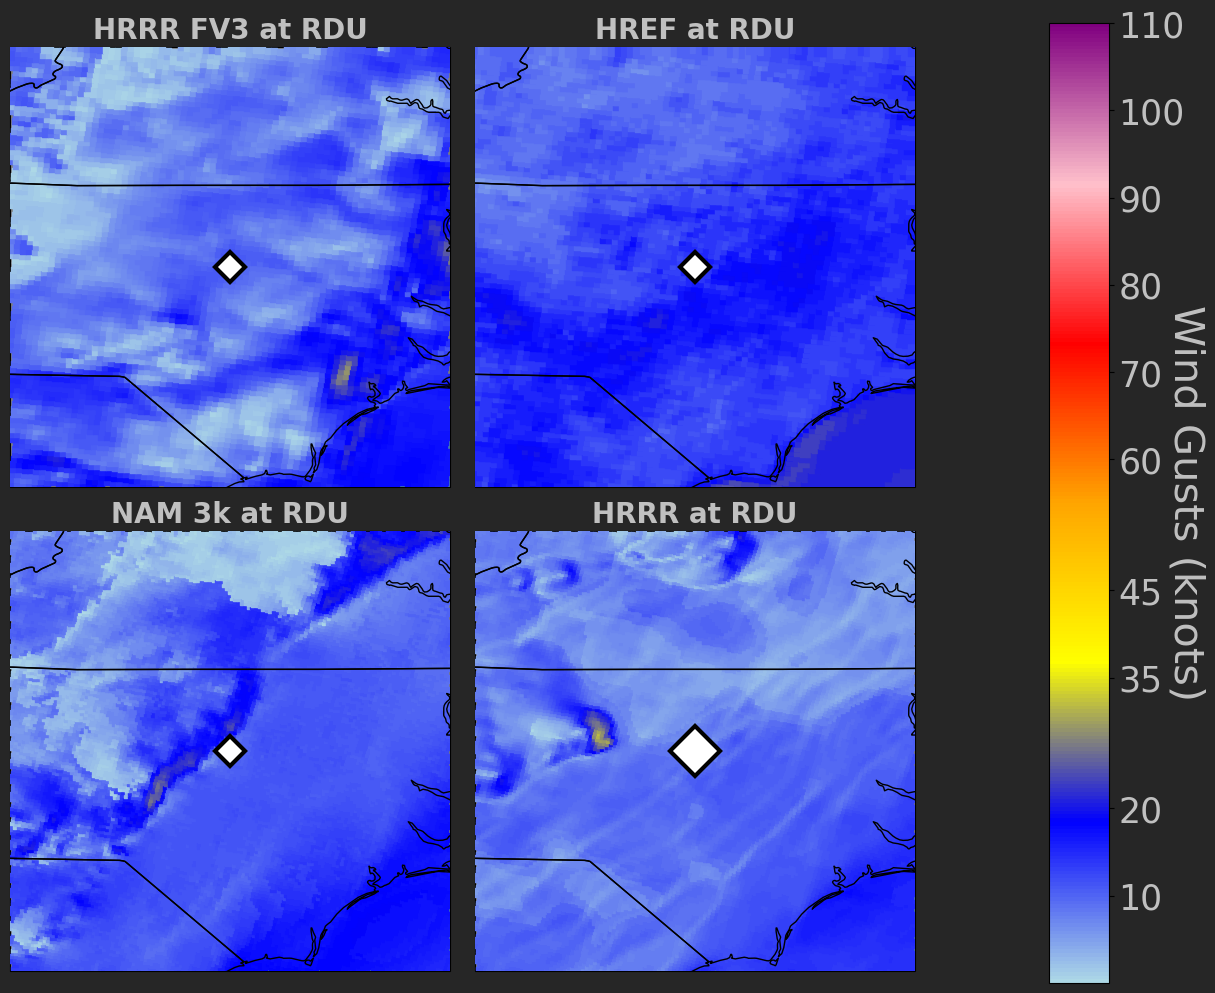 HRRR FV3 at RDU
HREF at RDU
NAM 3k at RDU
HRRR at RDU
110
100
90
80
70
60
45
35
20
10
Wind Gusts (knots)